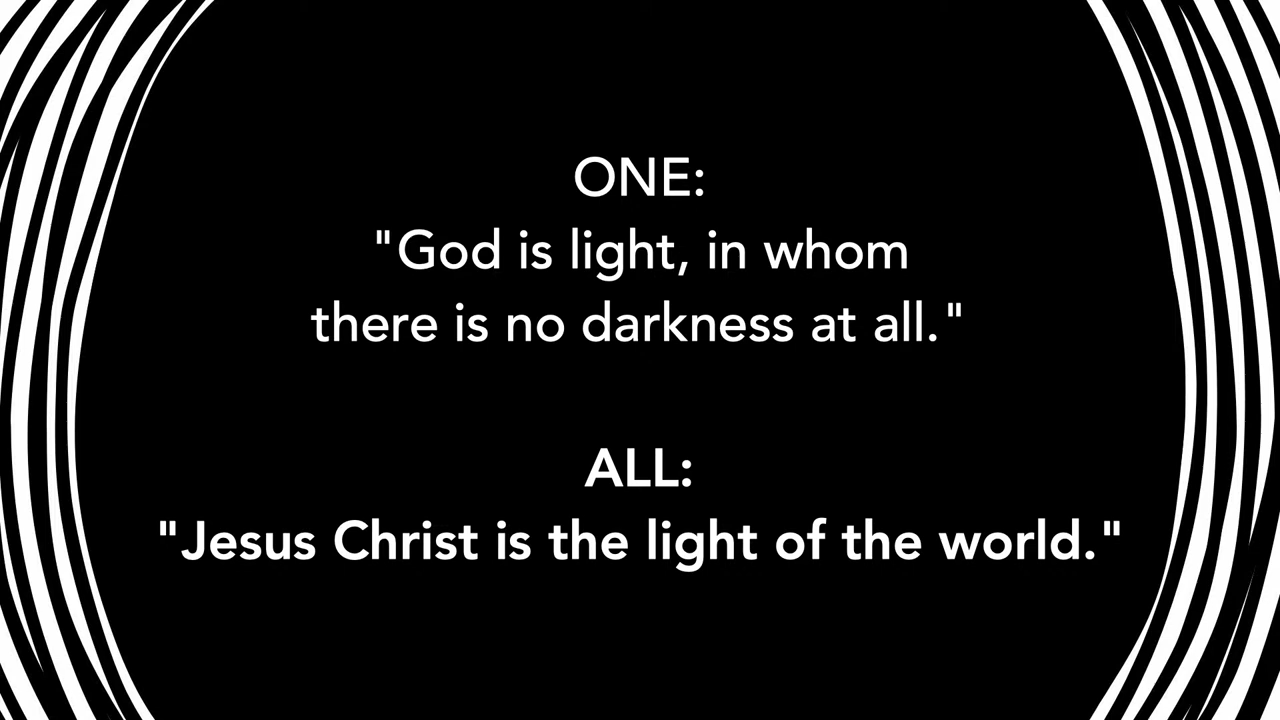 ONE:
"God is light, in whom
there is no darkness at all."
ALL:
"Jesus Christ is the light of the world."